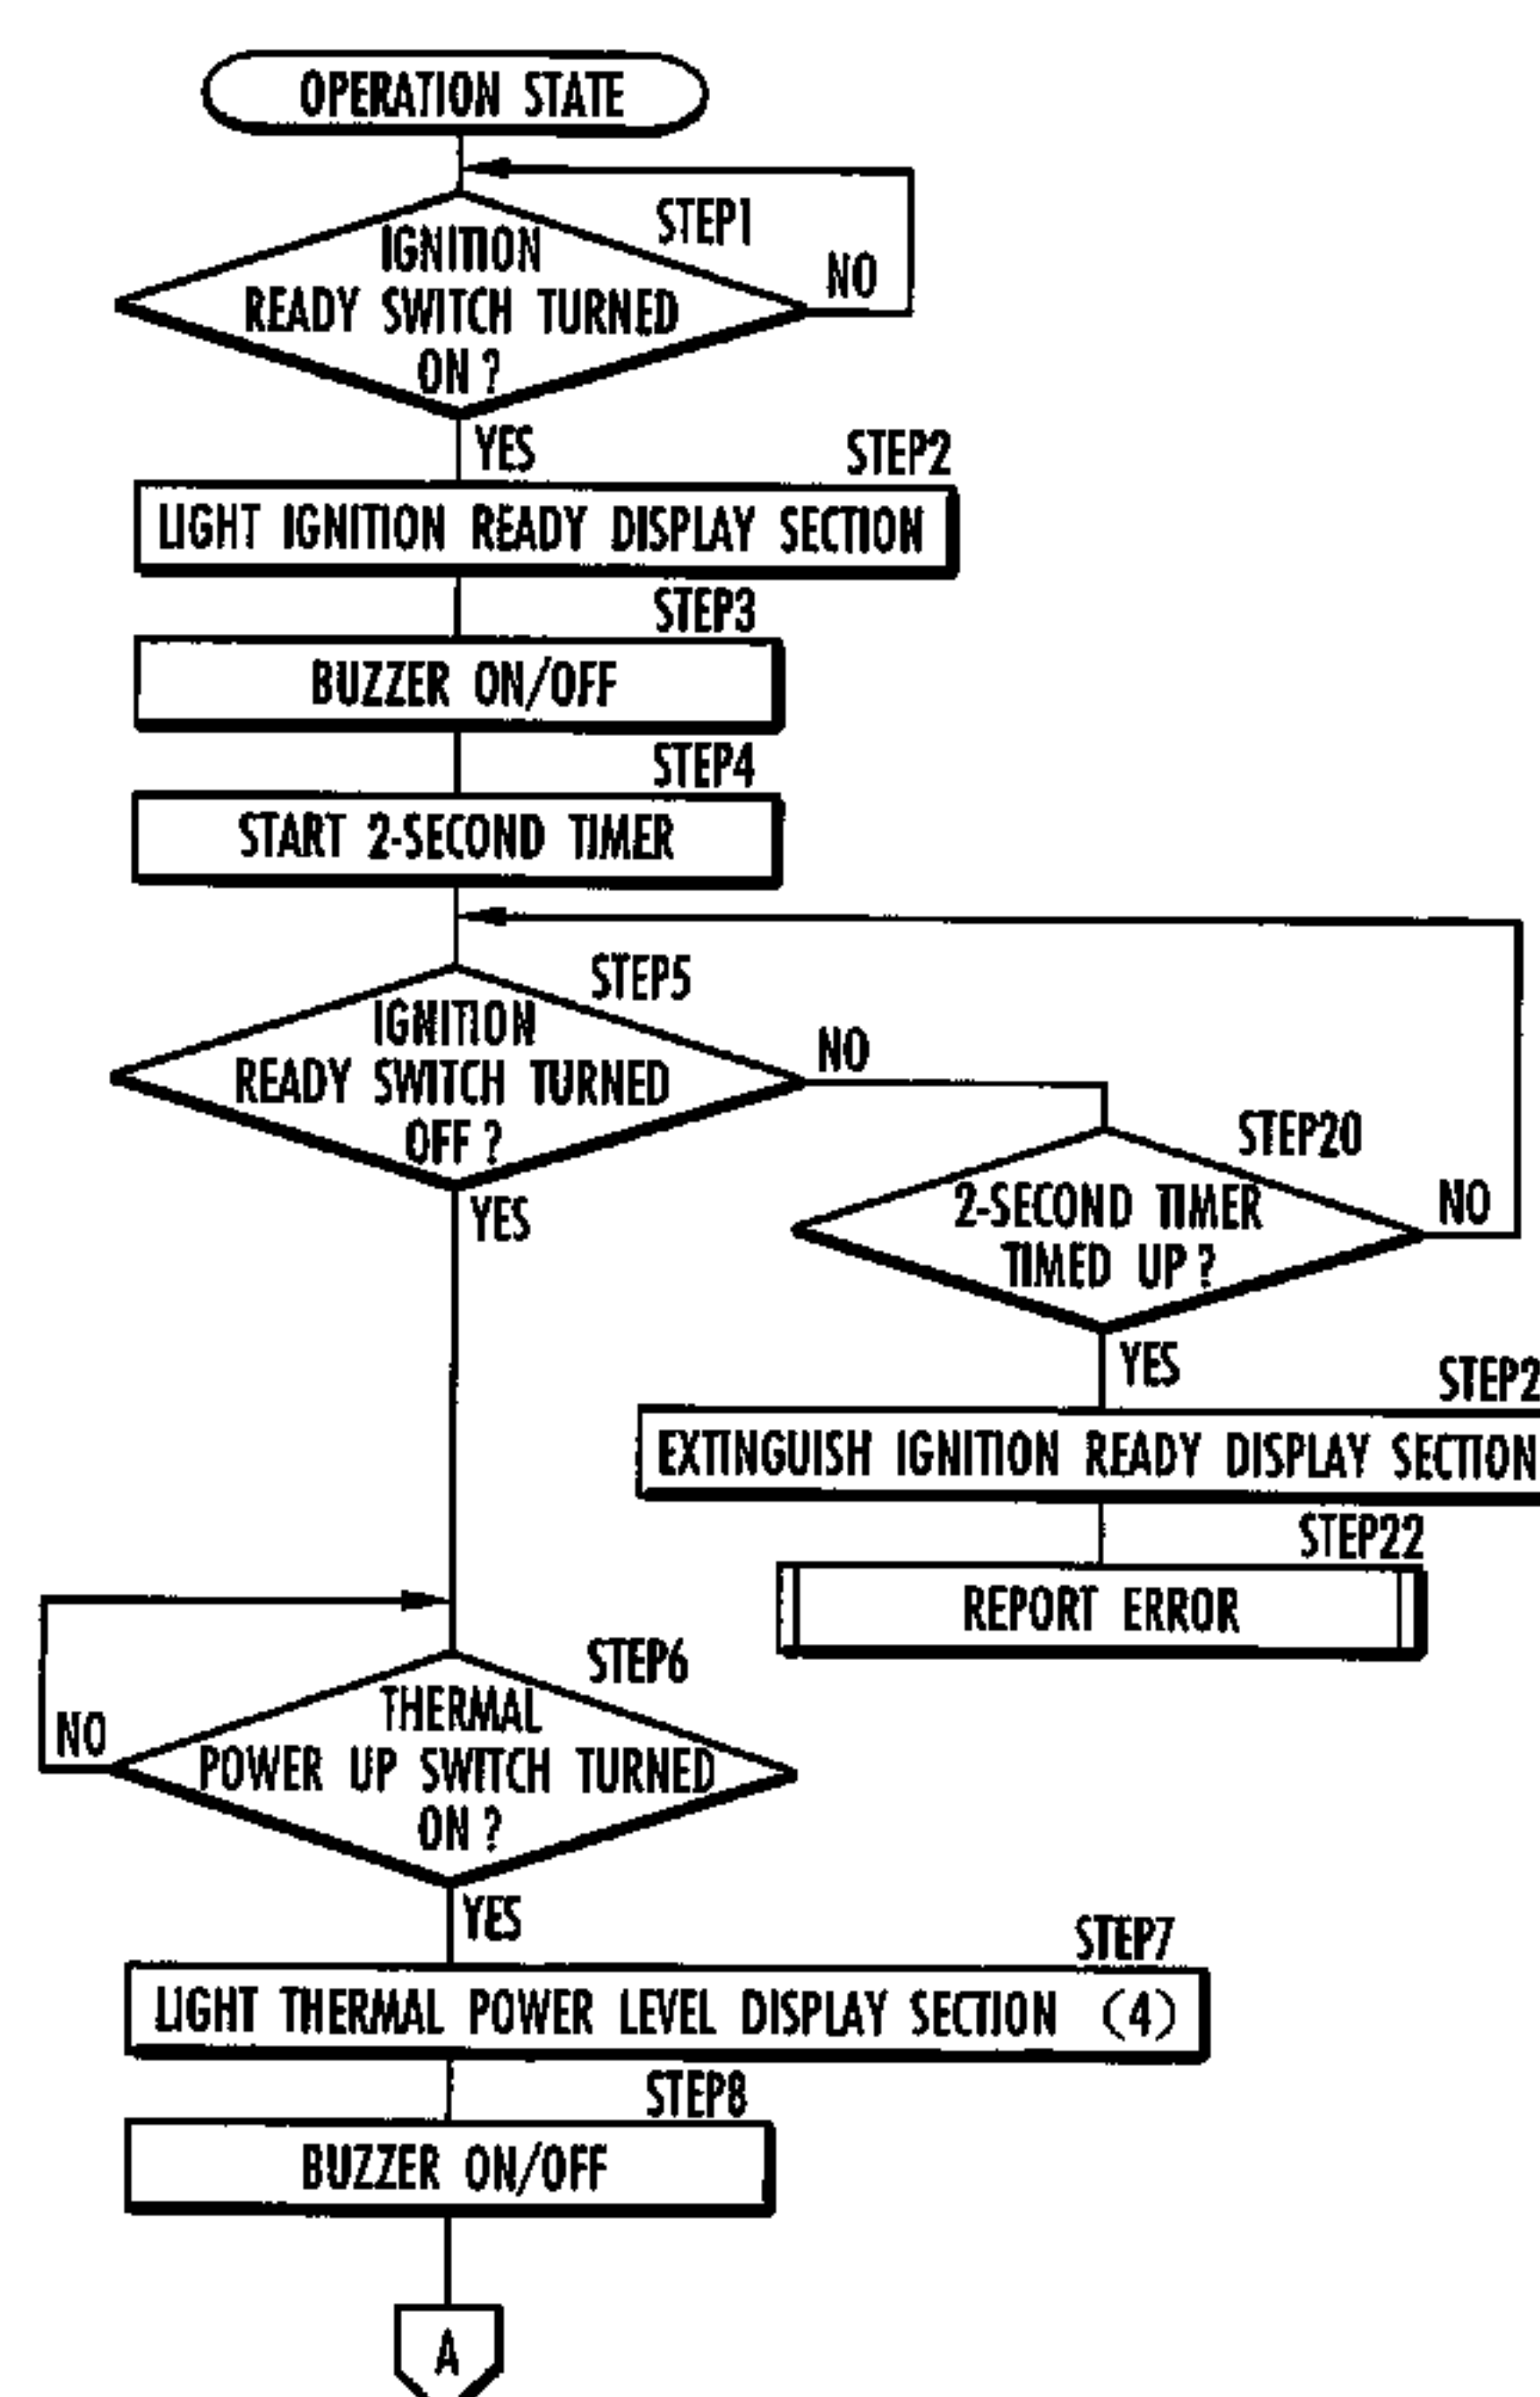 OPERATION STATE
STEP1
IGNITION
READY SWITCH TURNED
ON?
NO
YES
STEP2
LIGHT IGNITION READY DISPLAY SECTION
STEP3
BUZZER ON/OFF
STEP4
START 2-SECOND TIMER
STEP5
IGNITION
READY SWITCH TURNED
OFF?
NO
YES
STEP20
2-SECOND TIMER
TIMED UP?
NO
YES
STEP2
EXTINGUISH IGNITION READY DISPLAY SECTION
STEP22
REPORT ERROR
STEP6
THERMAL
POWER UP SWITCH TURNED
ON?
NO
YES
STEP7
LIGHT THERMAL POWER LEVEL DISPLAY SECTION (4)
STEP8
BUZZER ON/OFF
A